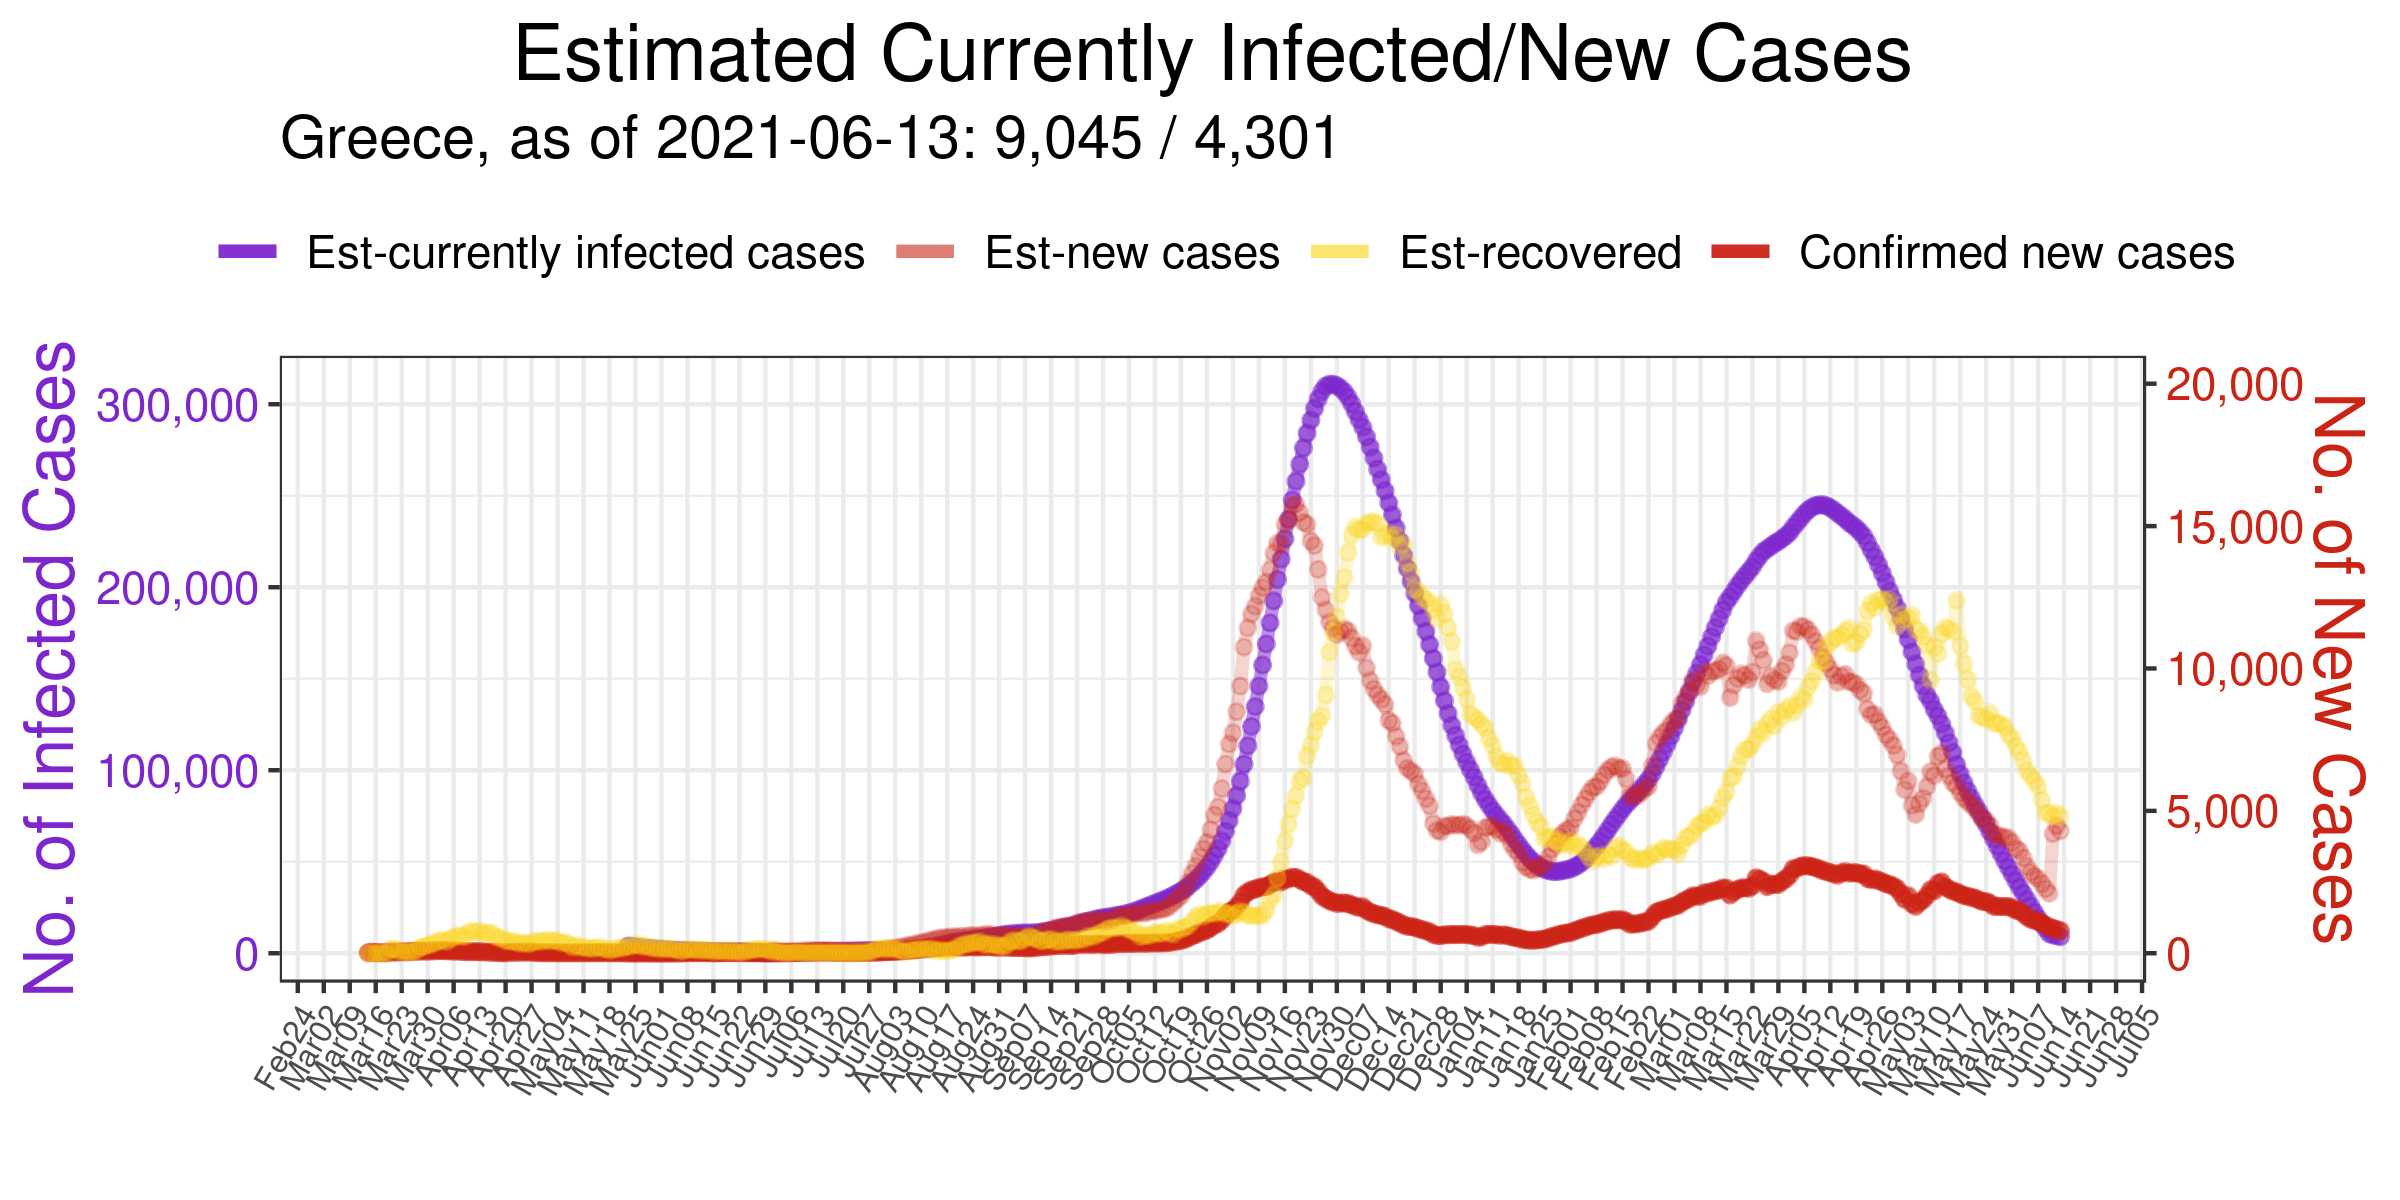 Estimated Currently Infected/New Cases
Greece, as of 2021-06-13: 9,045 / 4,301
Est-currently infected cases
Est-new cases
Est-recovered
Confirmed new cases
No. of Infected Cases
300,000
200,000
100,000
0
20,000
15,000
10,000
5,000
0
No. of New Cases
Feb24
Mar02
Mar09
Mar16
Mar23
Mar30
Apr06
Apr13
Apr20
Apr27
May04
May11
May18
May25
Jun01
Jun08
Jun15
Jun22
Jun29
Jul06
Jul13
Jul20
Jul27
Aug03
Aug10
Aug17
Aug24
Aug31
Sep07
Sep14
Sep21
Sep28
Oct05
Oct12
Oct19
Oct26
Nov02
Nov09
Nov16
Nov23
Nov30
Dec07
Dec14
Dec21
Dec28
Jan04
Jan11
Jan18
Jan25
Feb01
Feb08
Feb15
Feb22
Mar01
Mar08
Mar15
Mar22
Mar29
Apr05
Apr12
Apr19
Apr26
May03
May10
May17
May24
May31
Jun07
Jun14
Jun21
Jun28
Jul05